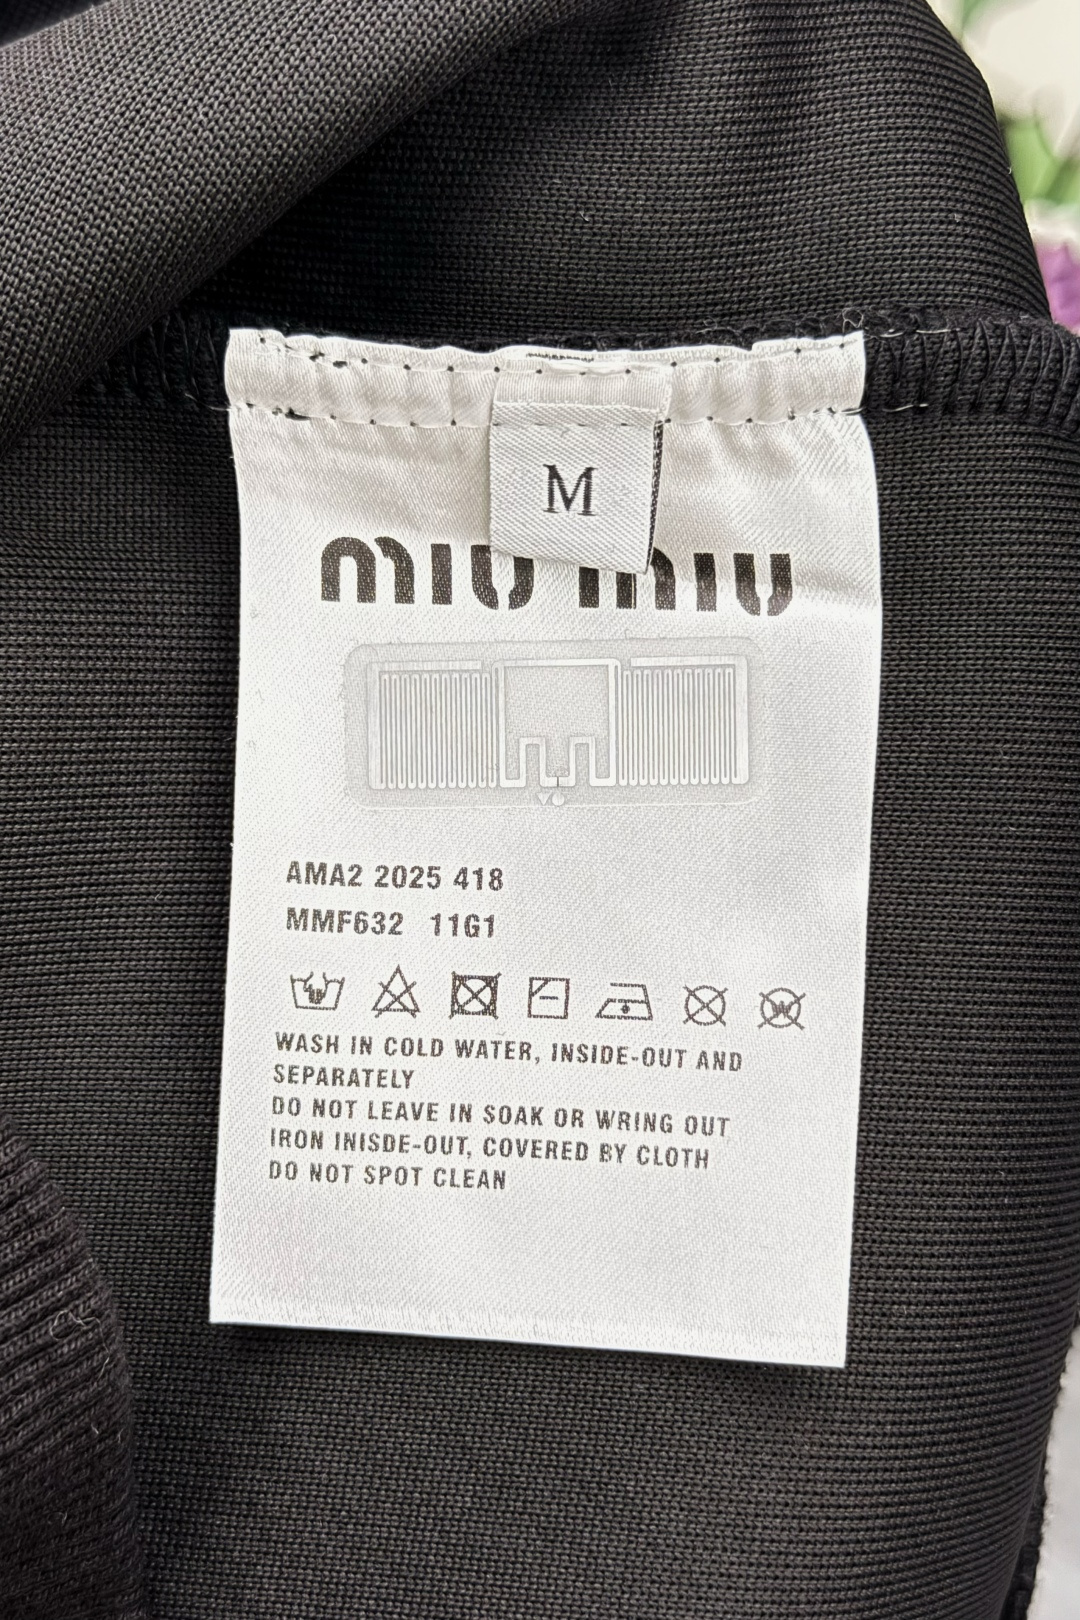 M
MIU MIU
AMA2 2025 418
MMF632 11G1
WASH IN COLD WATER, INSIDE-OUT AND
SEPARATELY
DO NOT LEAVE IN SOAK OR WRING OUT
IRON INISDE-OUT, COVERED BY CLOTH
DO NOT SPOT CLEAN